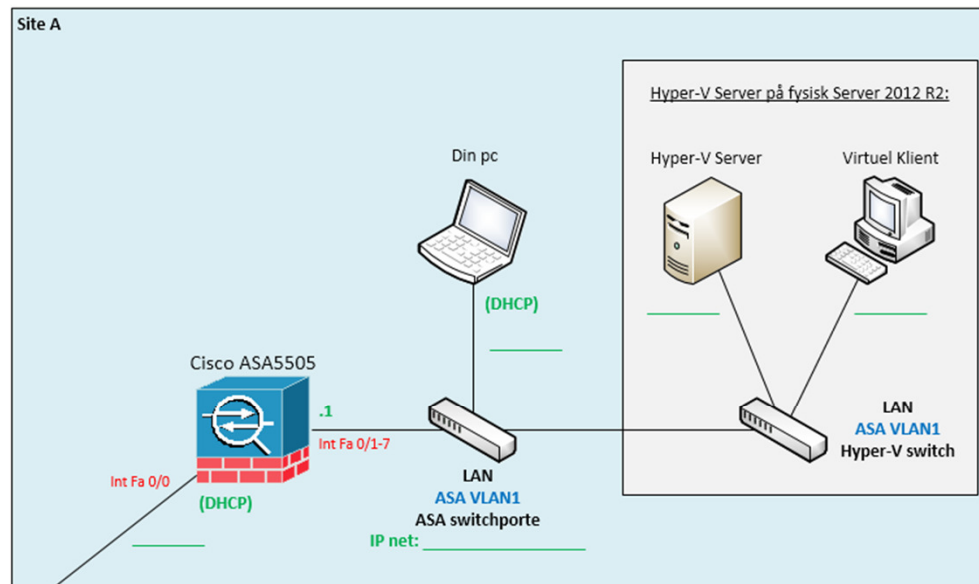 Site A
Hyper-V Server på fysisk Server 2012 R2:
Din pc
Hyper-V Server
Virtuel Klient
(DHCP)
Cisco ASA5505
.1
Int Fa 0/1-7
Int Fa 0/0
(DHCP)
LAN
ASA VLAN1
ASA switchporte
IP net:
LAN
ASA VLAN1
Hyper-V switch